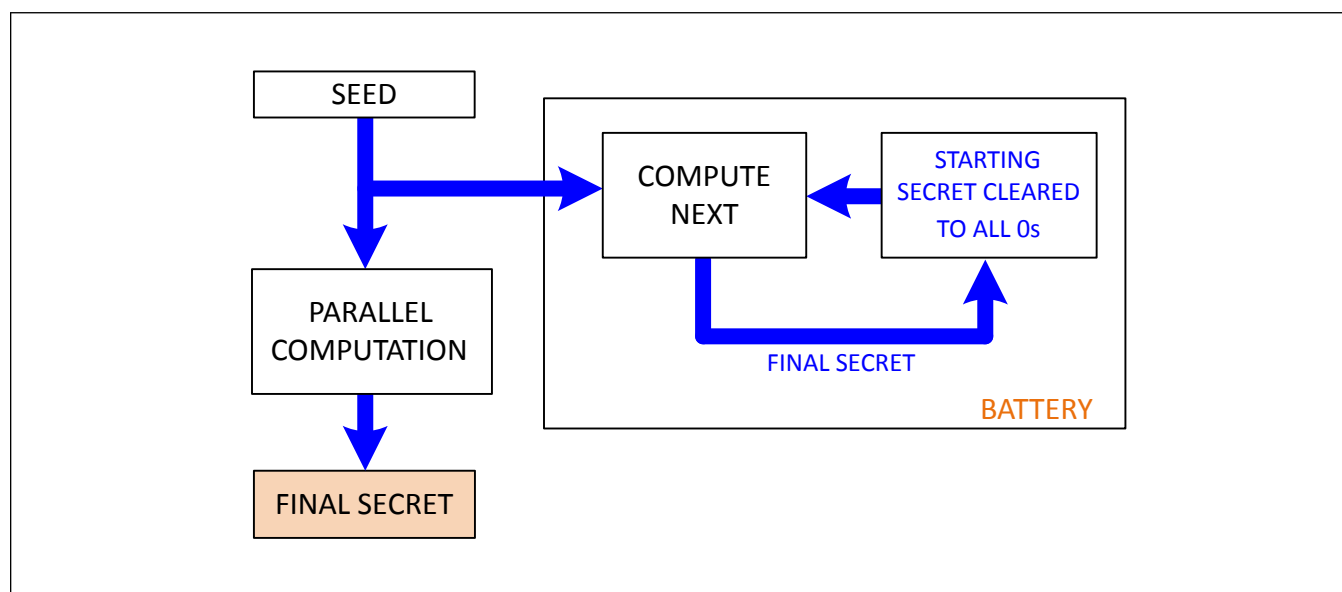 SEED
COMPUTE
NEXT
STARTING
SECRET CLEARED
TO ALL 0s
PARALLEL
COMPUTATION
FINAL SECRET
BATTERY
FINAL SECRET